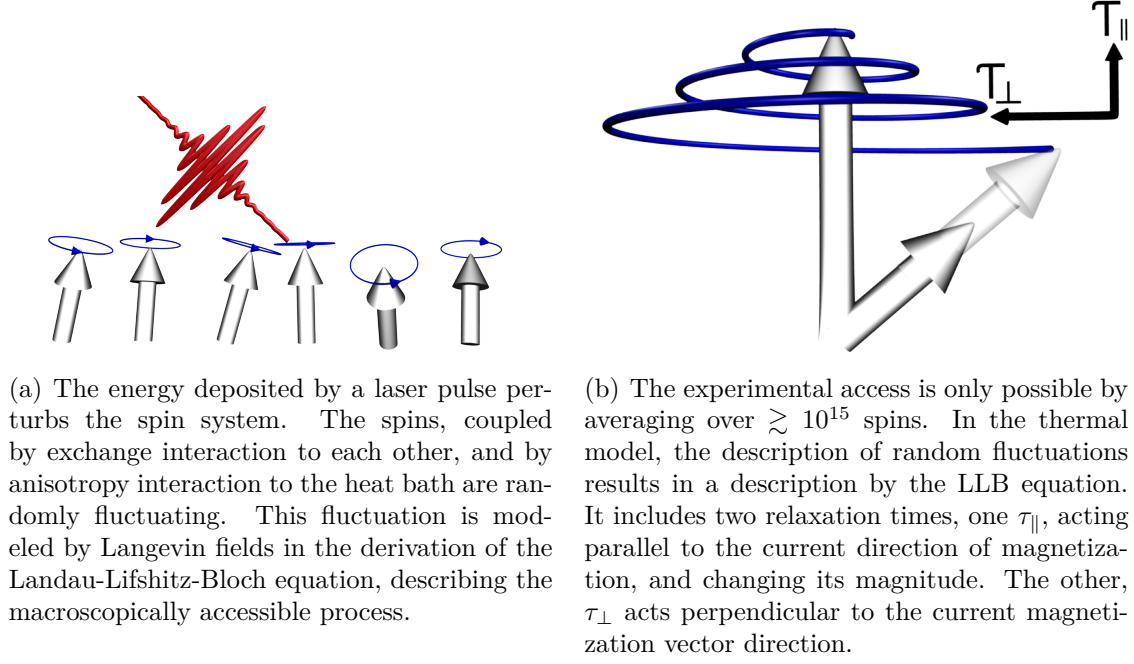 τ∥
τ⊥
(a) The energy deposited by a laser pulse per-
turbs the spin system. The spins, coupled
by exchange interaction to each other, and by
anisotropy interaction to the heat bath are ran-
domly fluctuating. This fluctuation is mod-
eled by Langevin fields in the derivation of the
Landau-Lifshitz-Bloch equation, describing the
macroscopically accessible process.
(b) The experimental access is only possible by
averaging over ≳ 10¹⁵ spins. In the thermal
model, the description of random fluctuations
results in a description by the LLB equation.
It includes two relaxation times, one τ∥, acting
parallel to the current direction of magnetiza-
tion, and changing its magnitude. The other,
τ⊥ acts perpendicular to the current magneti-
zation vector direction.